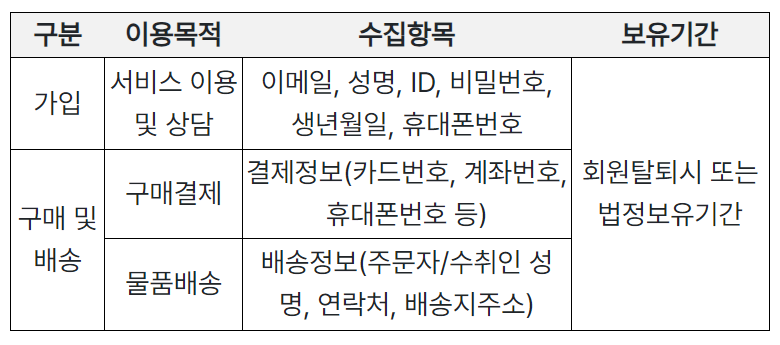 구분 이용목적 수집항목 보유기간
가입
서비스 이용
및 상담
이메일, 성명, ID, 비밀번호,
생년월일, 휴대폰번호
회원탈퇴시 또는
법정보유기간
구매 및
배송
구매결제
결제정보(카드번호, 계좌번호,
휴대폰번호 등)
물품배송
배송정보(주문자/수취인 성
명, 연락처, 배송지주소)